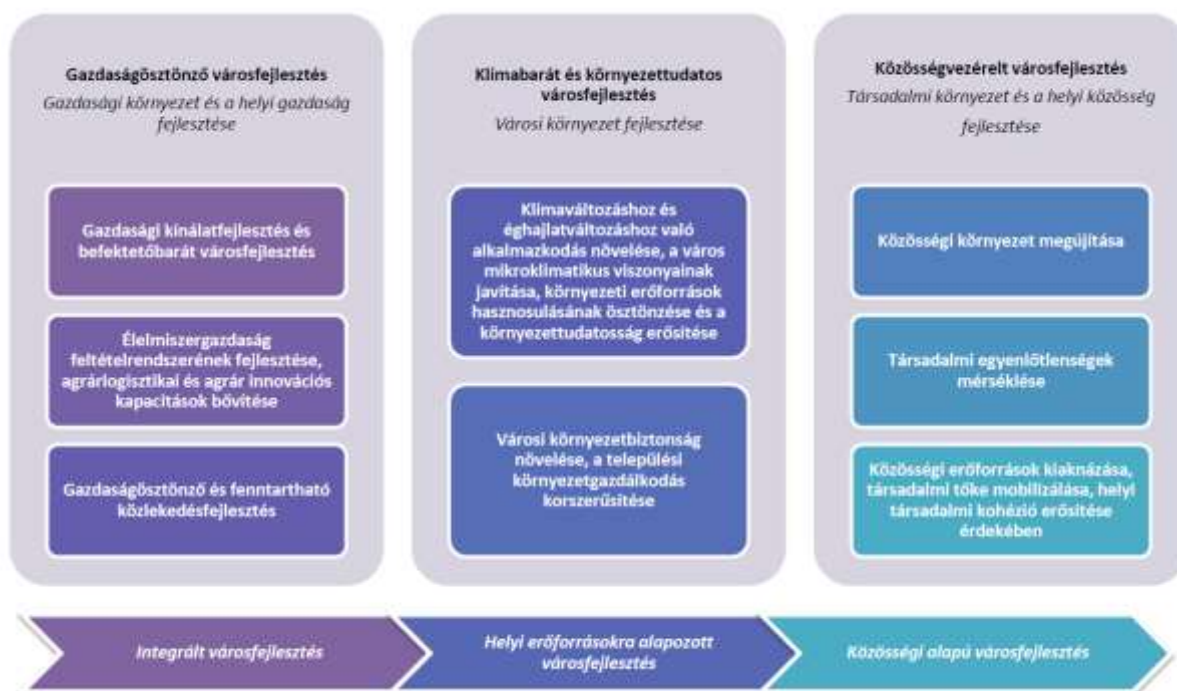 Gazdaságösztönző városfejlesztés
Gazdasági környezet és a helyi gazdaság
fejlesztése
Gazdasági kínálatfejlesztés és
befektetőbarát városfejlesztés
Élelmiszergazdaság
feltételrendszerének fejlesztése,
agrárlogisztikai és agrár innovációs
kapacitások bővítése
Gazdaságösztönző és fenntartható
közlekedésfejlesztés
Klímabarát és környezettudatos
városfejlesztés
Városi környezet fejlesztése
Klímaváltozáshoz és
éghajlatváltozáshoz való
alkalmazkodás növelése, a város
mikroklimatikus viszonyainak
javítása, környezeti erőforrások
hasznosulásának ösztönzése és a
környezettudatosság erősítése
Városi környezetbiztonság
növelése, a települési
környezetgazdálkodás
korszerűsítése
Közösségvezérelt városfejlesztés
Társadalmi környezet és a helyi közösség
fejlesztése
Közösségi környezet megújítása
Társadalmi egyenlőtlenségek
mérséklése
Közösségi erőforrások kiaknázása,
társadalmi tőke mobilizálása, helyi
társadalmi kohézió erősítése
érdekében
Integrált városfejlesztés
Helyi erőforrásokra alapozott
városfejlesztés
Közösségi alapú városfejlesztés